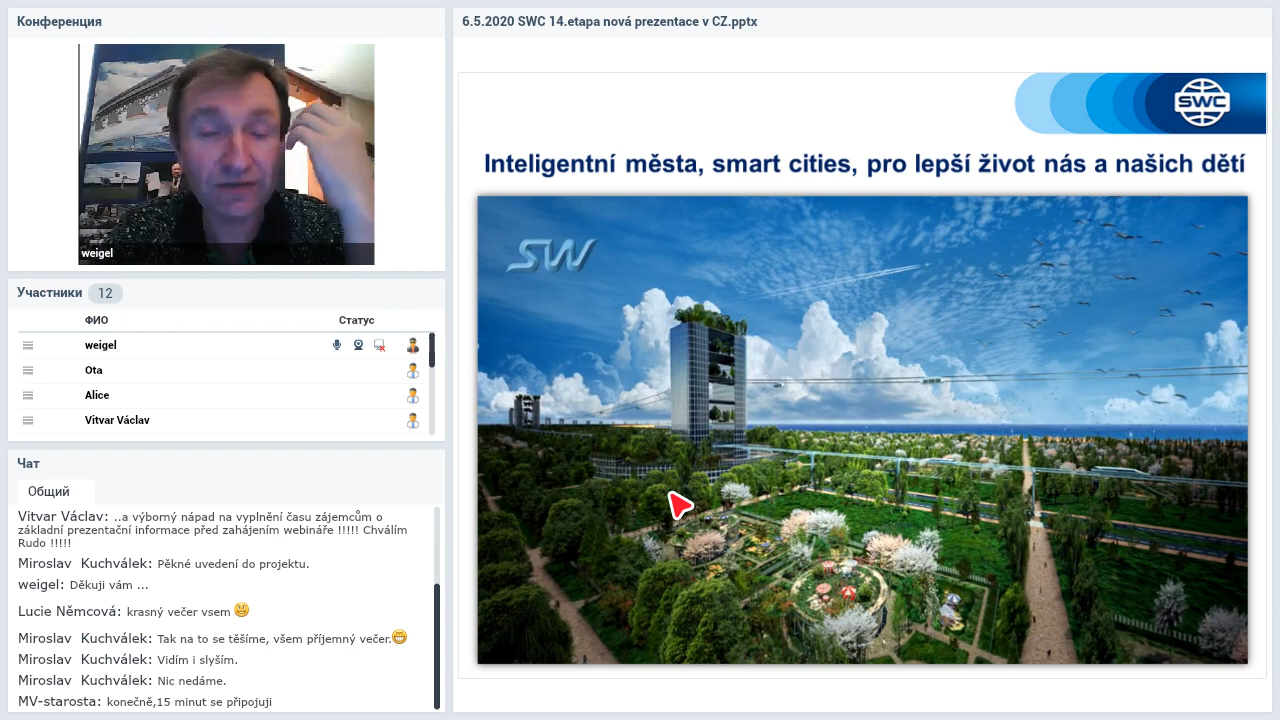 Конференция
weigel
Участники 12
ФИО Статус
weigel
Ota
Alice
Vitvar Václav
Чат
Общий
Vitvar Václav: ..a výborný nápad na vyplnění času zájemcům o
základní prezentační informace před zahájením webináře !!!!! Chválím
Rudo !!!!!
Miroslav Kuchválek: Pěkné uvedení do projektu.
weigel: Děkuji vám ...
Lucie Němcová: krasný večer vsem
Miroslav Kuchválek: Tak na to se těšíme, všem příjemný večer.
Miroslav Kuchválek: Vidím i slyším.
Miroslav Kuchválek: Nic nedáme.
MV-starosta: konečně,15 minut se připojuji
6.5.2020 SWC 14.etapa nová prezentace v CZ.pptx
SWC
Inteligentní města, smart cities, pro lepší život nás a našich dětí
SW